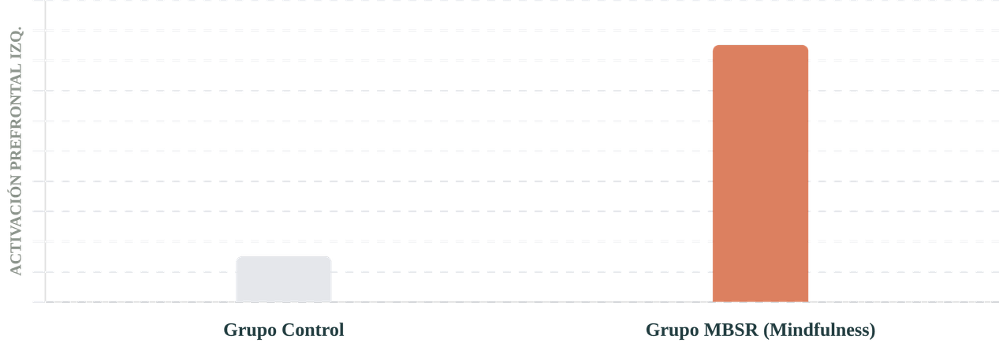 ACTIVACIÓN PREFRONTAL IZQ.
Grupo Control
Grupo MBSR (Mindfulness)